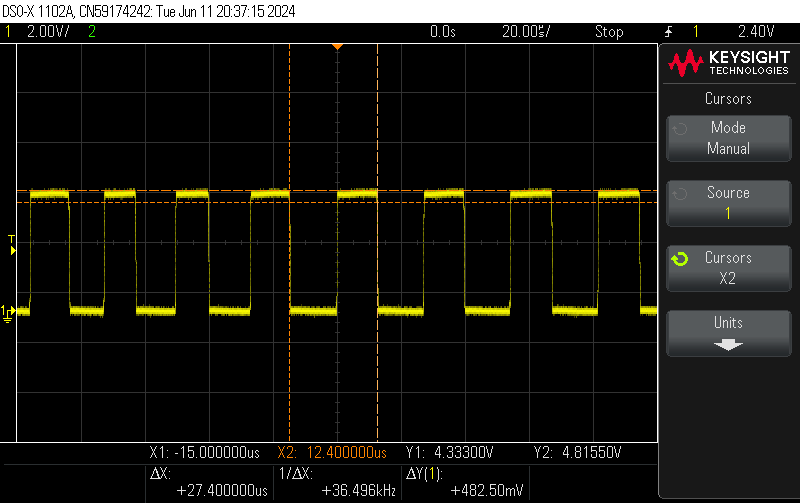 DSO-X 1102A, CN59174242: Tue Jun 11 20:37:15 2024
1 2.00V/ 2 0.0s 20.00us/ Stop 1 2.40V
KEYSIGHT
TECHNOLOGIES
Cursors
Mode
Manual
Source
1
Cursors
X2
Units
T
1
X1: -15.000000us X2: 12.400000us Y1: 4.33300V Y2: 4.81550V
ΔX: 1/ΔX: ΔY(1):
+27.400000us +36.496kHz +482.50mV